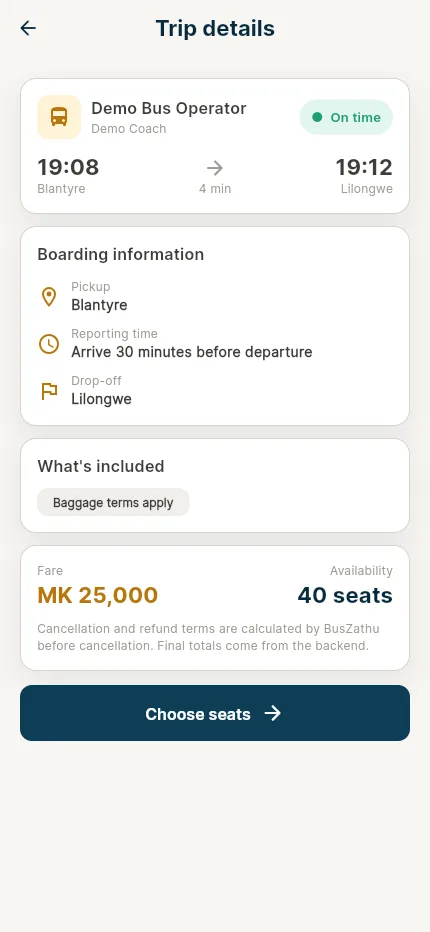 Trip details
Demo Bus Operator
Demo Coach
On time
19:08
19:12
Blantyre
4 min
Lilongwe
Boarding information
Pickup
Blantyre
Reporting time
Arrive 30 minutes before departure
Drop-off
Lilongwe
What's included
Baggage terms apply
Fare
Availability
MK 25,000
40 seats
Cancellation and refund terms are calculated by BusZathu
before cancellation. Final totals come from the backend.
Choose seats